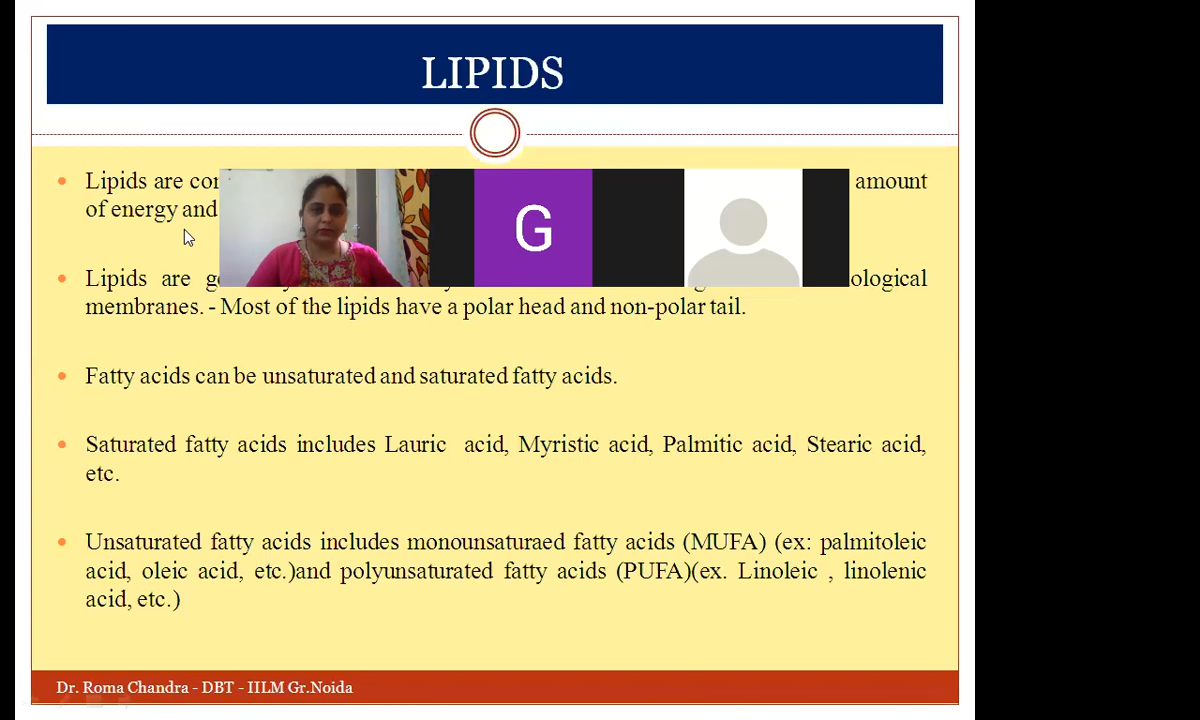 LIPIDS
Lipids are amount
of energy and
G
Lipids are
membranes. - Most of the lipids have a polar head and non-polar tail.
Fatty acids can be unsaturated and saturated fatty acids.
Saturated fatty acids includes Lauric acid, Myristic acid, Palmitic acid, Stearic acid,
etc.
Unsaturated fatty acids includes monounsaturaed fatty acids (MUFA) (ex: palmitoleic
acid, oleic acid, etc.)and polyunsaturated fatty acids (PUFA)(ex. Linoleic , linolenic
acid, etc.)
Dr. Roma Chandra - DBT - IILM Gr.Noida